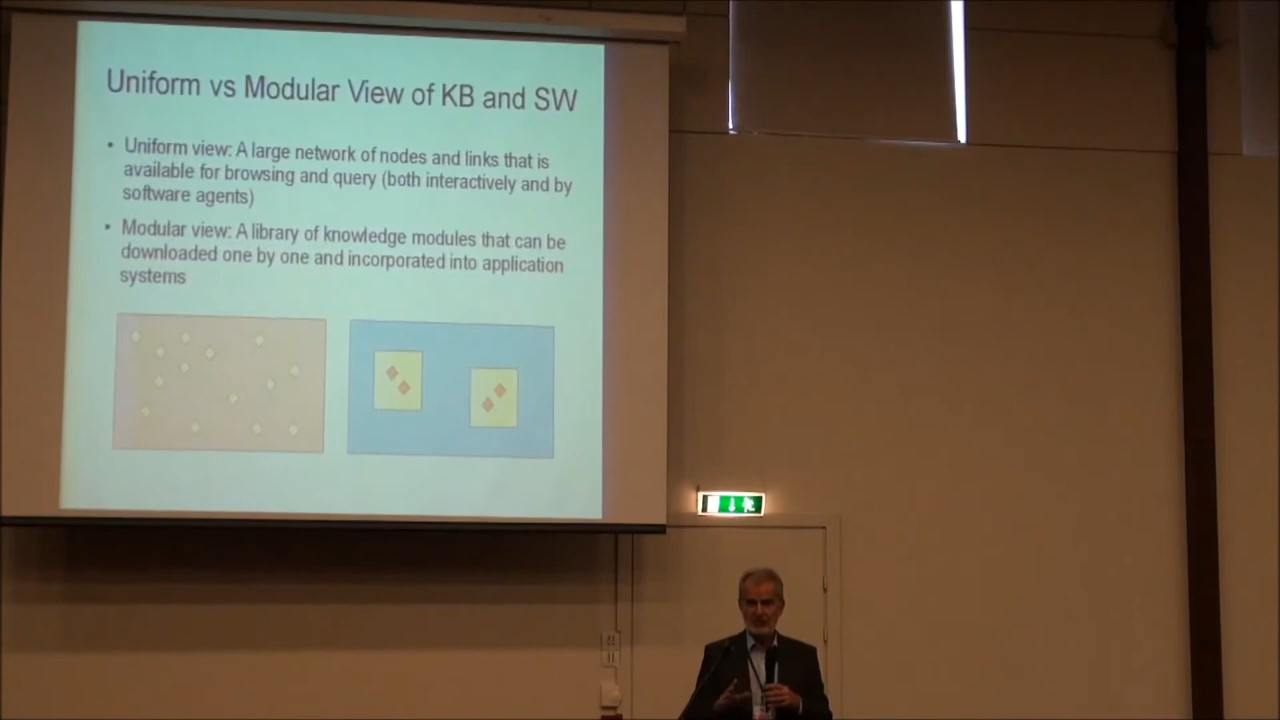 Uniform vs Modular View of KB and SW
• Uniform view: A large network of nodes and links that is
available for browsing and query (both interactively and by
software agents)
• Modular view: A library of knowledge modules that can be
downloaded one by one and incorporated into application
systems